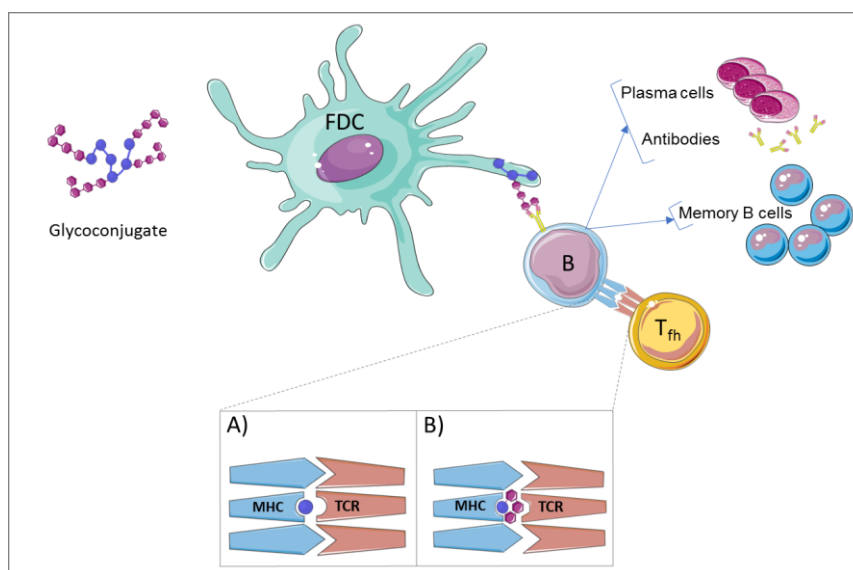 FDC
Plasma cells
Antibodies
Glycoconjugate
Memory B cells
B
Tfh
A)
B)
MHC
TCR
MHC
TCR